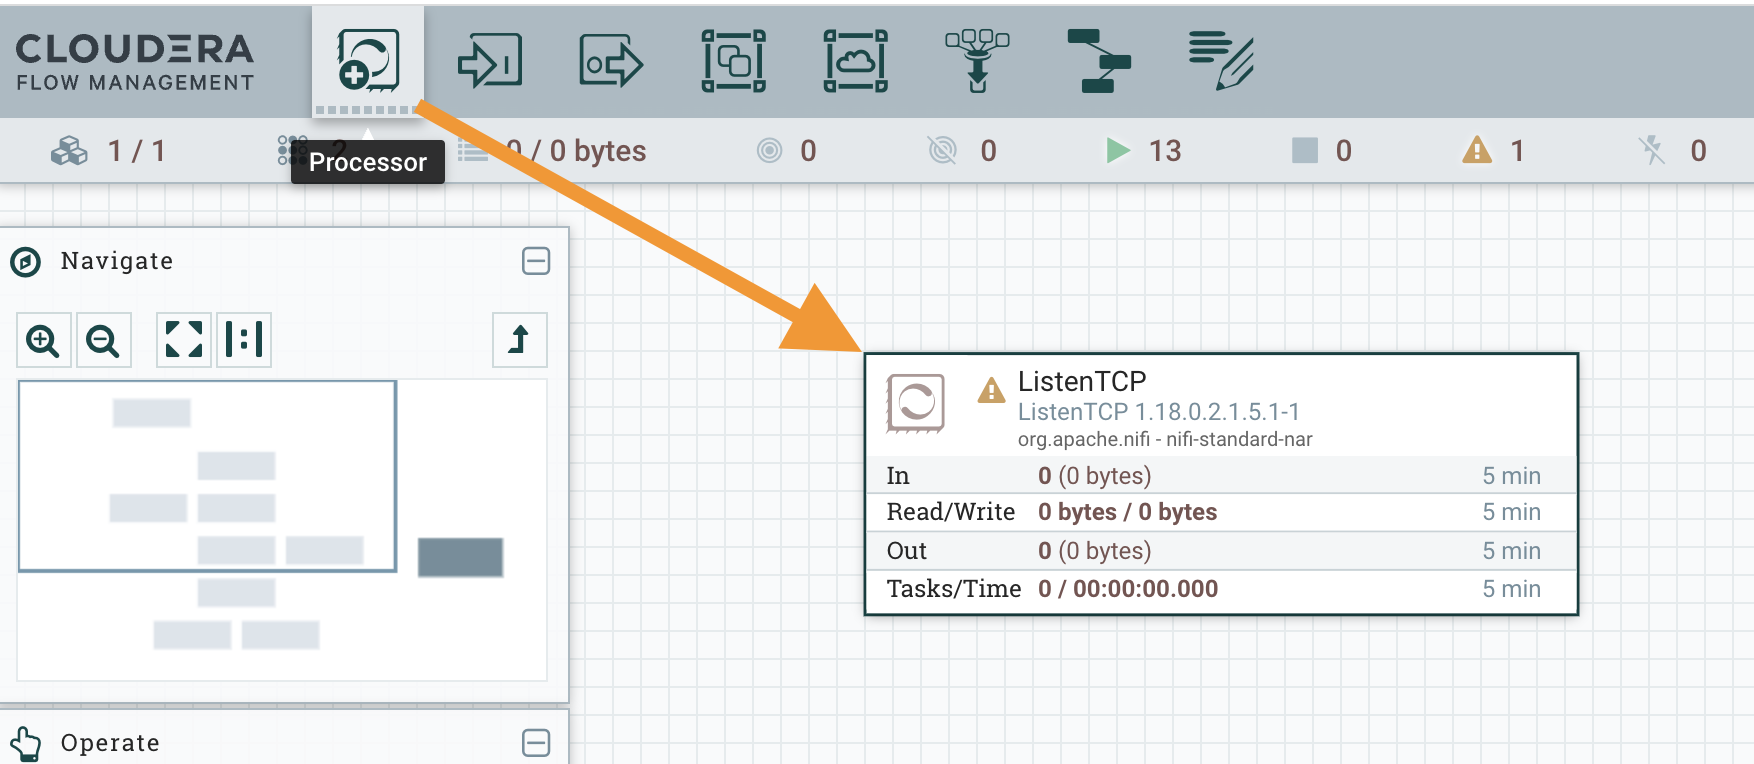 CLOUDERA
FLOW MANAGEMENT
1 / 1
2
0 / 0 bytes
0
0
13
0
1
0
Processor
Navigate
ListenTCP
ListenTCP 1.18.0.2.1.5.1-1
org.apache.nifi - nifi-standard-nar
In 0 (0 bytes) 5 min
Read/Write 0 bytes / 0 bytes 5 min
Out 0 (0 bytes) 5 min
Tasks/Time 0 / 00:00:00.000 5 min
Operate